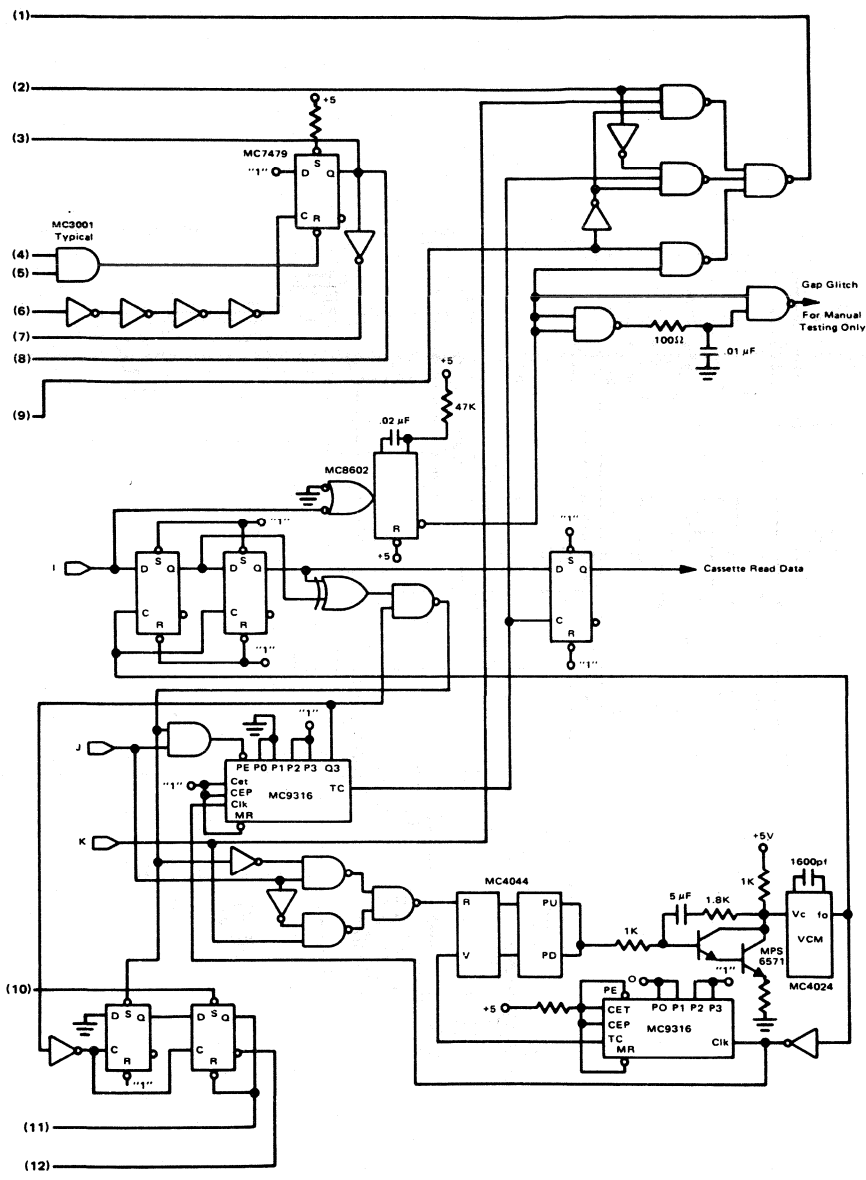 (1)
(2)
+5
(3)
MC7479
"1"
D S Q
C R
MC3001
Typical
(4)
(5)
(6)
(7)
(8)
(9)
Gap Glitch
For Manual
Testing Only
100Ω
.01 µF
+5
47K
.02 µF
MC8602
R
+5
"1"
"1"
I
D S Q
D S Q
D S Q
Cassette Read Data
C
C
C
R
R
R
"1"
"1"
J
"1"
PE P0 P1 P2 P3 Q3
"1"
Cet
CEP
Clk
MR
TC
MC9316
K
+5V
1600pf
1K
MC4044
5 µF
1.8K
R
PU
Vc fo
1K
VCM
V
PD
MPS
6571
MC4024
(10)
O
"1"
PE
PO P1 P2 P3
+5
CET
CEP
TC
MR
MC9316
Clk
D S Q
D S Q
C
C
R
R
"1"
(11)
(12)